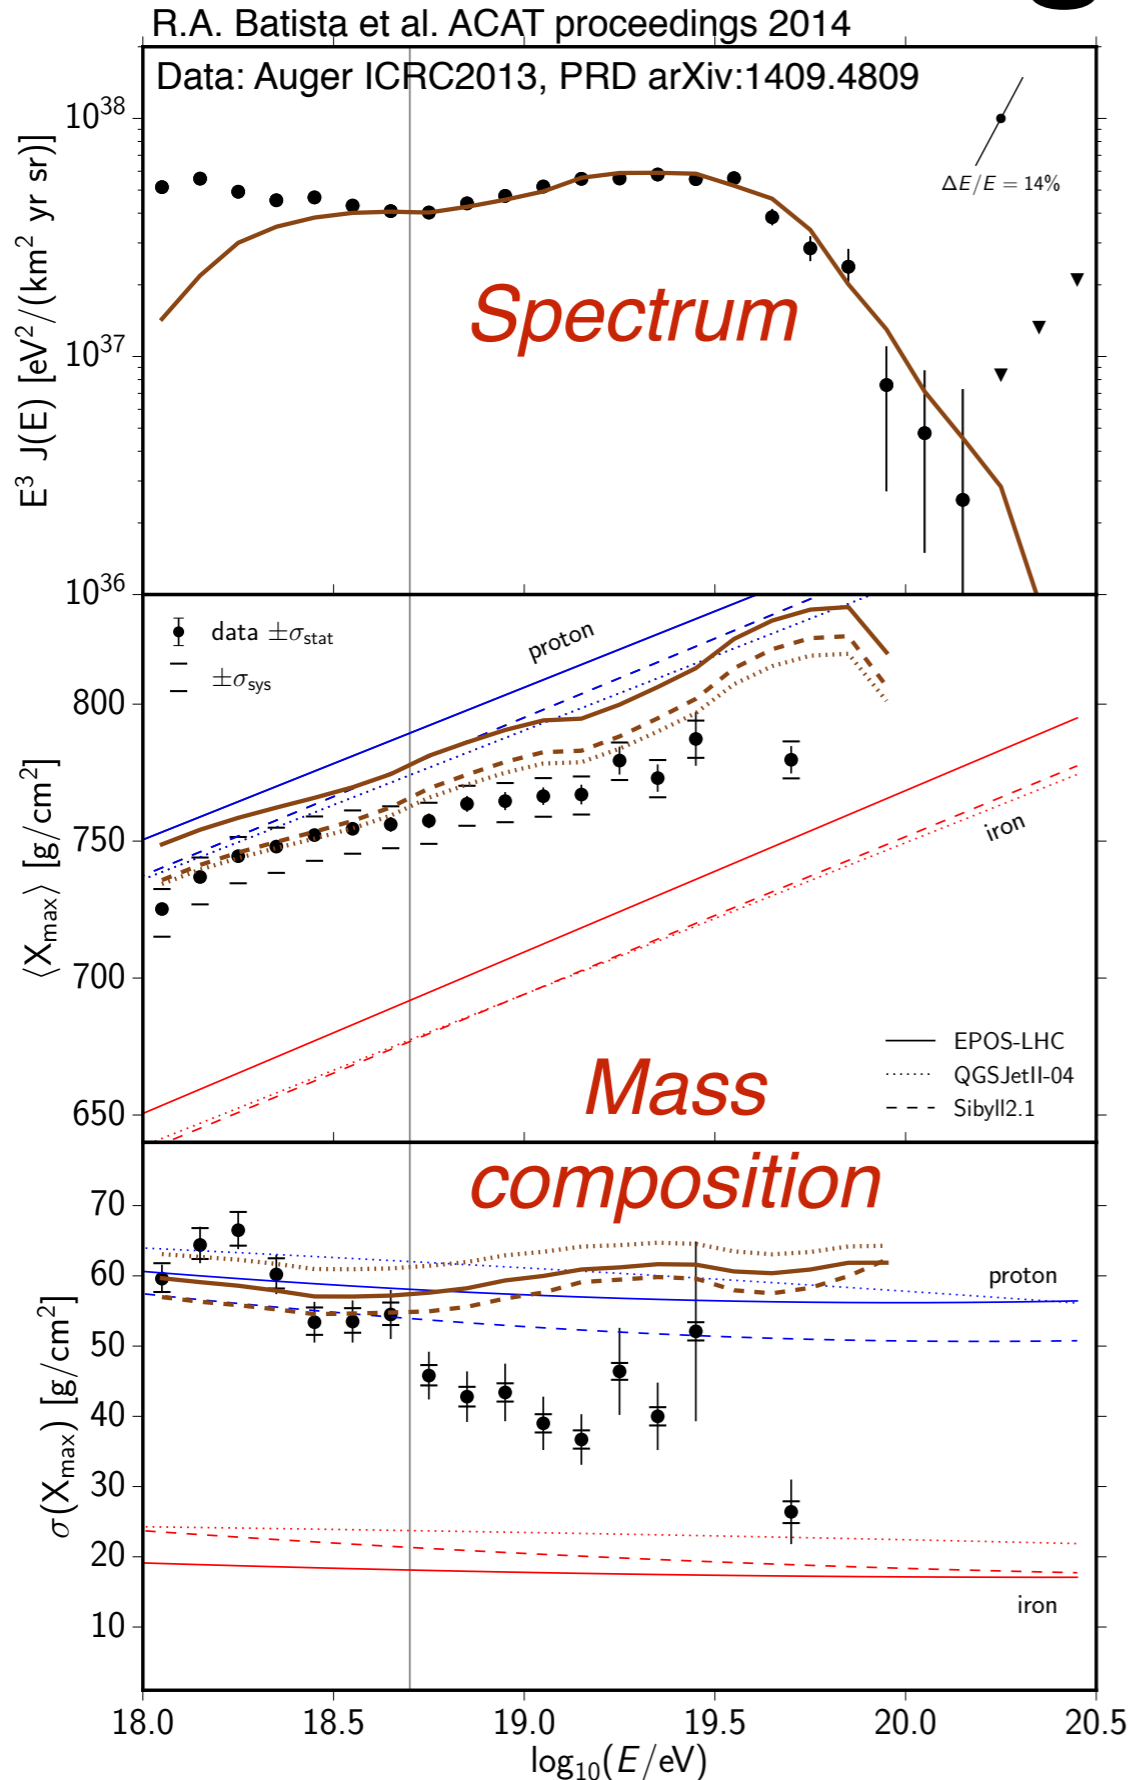 R.A. Batista et al. ACAT proceedings 2014
Data: Auger ICRC2013, PRD arXiv:1409.4809
10^38
10^37
10^36
E^3 J(E) [eV^2/(km^2 yr sr)]
ΔE/E = 14%
Spectrum
data ±σ_stat
±σ_sys
proton
iron
800
750
700
650
⟨X_max⟩ [g/cm^2]
EPOS-LHC
QGSJetII-04
Sibyll2.1
Mass
composition
70
60
50
40
30
20
10
σ(X_max) [g/cm^2]
proton
iron
18.0 18.5 19.0 19.5 20.0 20.5
log_10(E/eV)